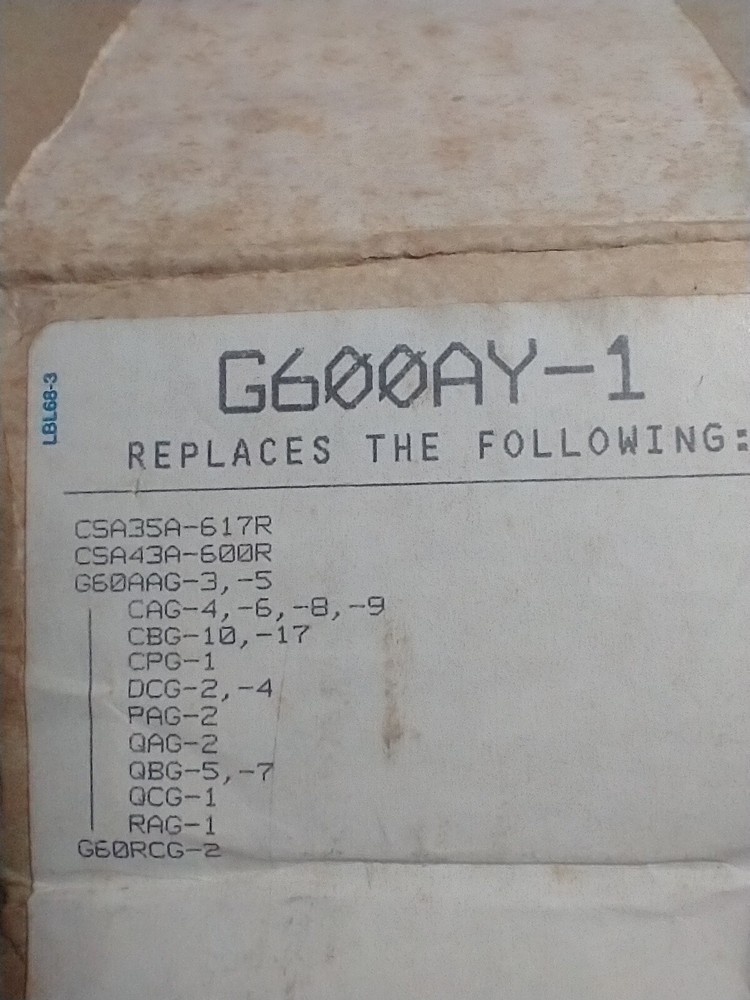 LBL68-3
G600AY-1
REPLACES THE FOLLOWING:
CSA35A-617R
CSA43A-600R
G60AAG-3,-5
CAG-4,-6,-8,-9
CBG-10,-17
CPG-1
DCG-2,-4
PAG-2
QAG-2
QBG-5,-7
QCG-1
RAG-1
G60RCG-2